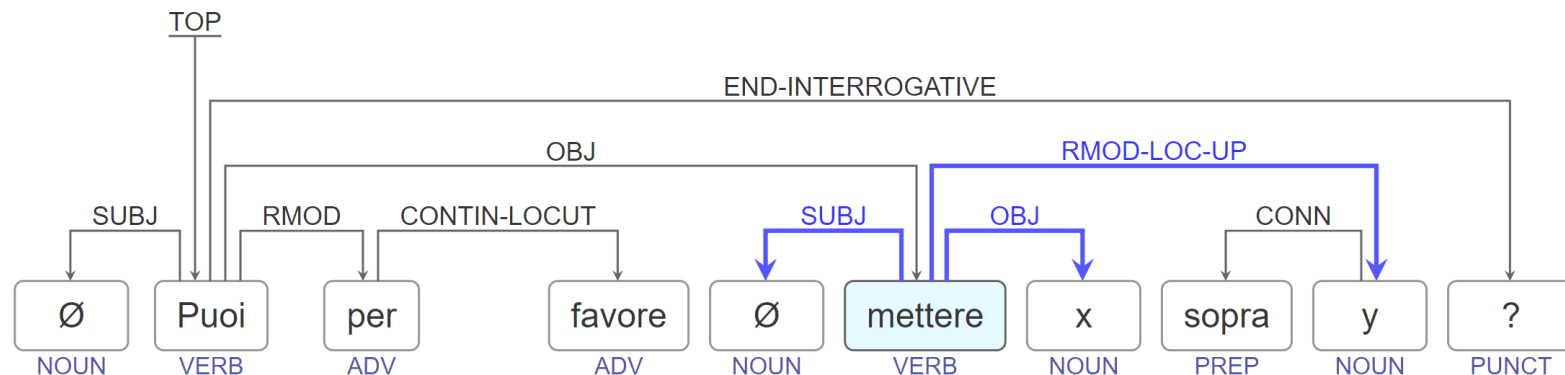 TOP
END-INTERROGATIVE
OBJ RMOD-LOC-UP
SUBJ RMOD CONTIN-LOCUT SUBJ OBJ CONN
Ø Puoi per favore Ø mettere x sopra y ?
NOUN VERB ADV ADV NOUN VERB NOUN PREP NOUN PUNCT